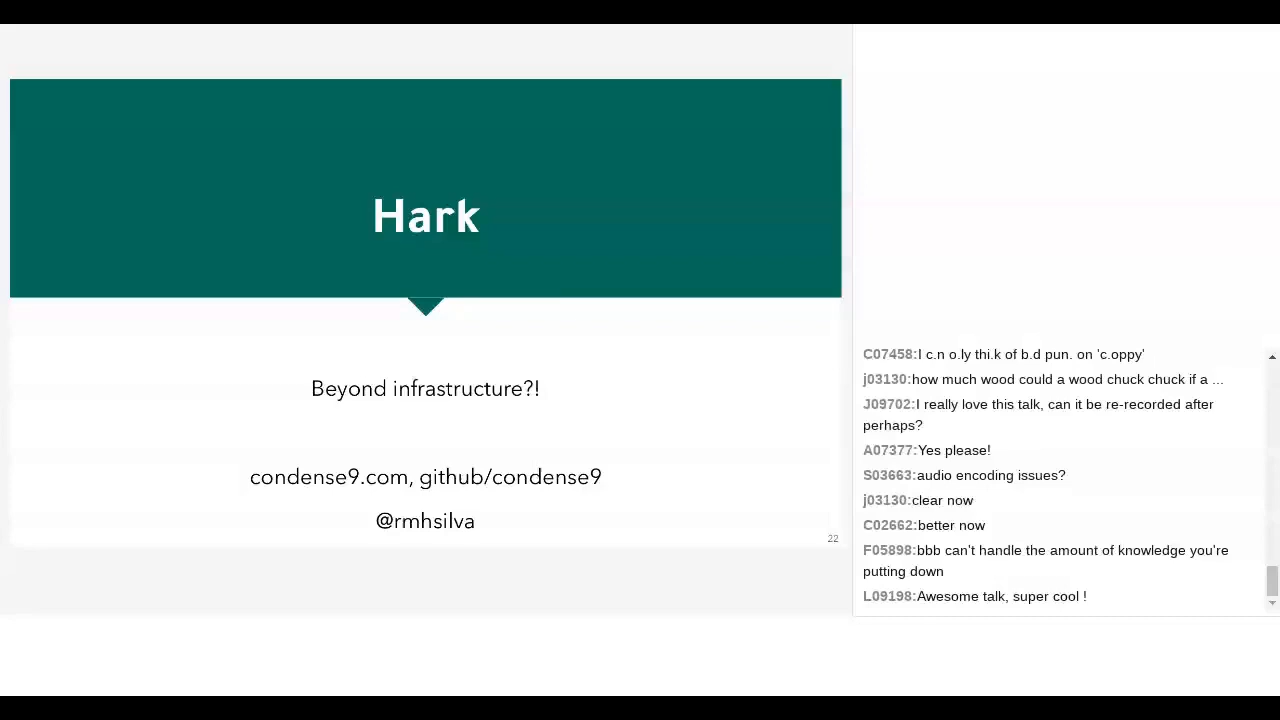 Hark
Beyond infrastructure?!
condense9.com, github/condense9
@rmhsilva
22
C07458:I c.n o.ly thi.k of b.d pun. on 'c.oppy'
j03130:how much wood could a wood chuck chuck if a ...
J09702:I really love this talk, can it be re-recorded after
perhaps?
A07377:Yes please!
S03663:audio encoding issues?
j03130:clear now
C02662:better now
F05898:bbb can't handle the amount of knowledge you're
putting down
L09198:Awesome talk, super cool !